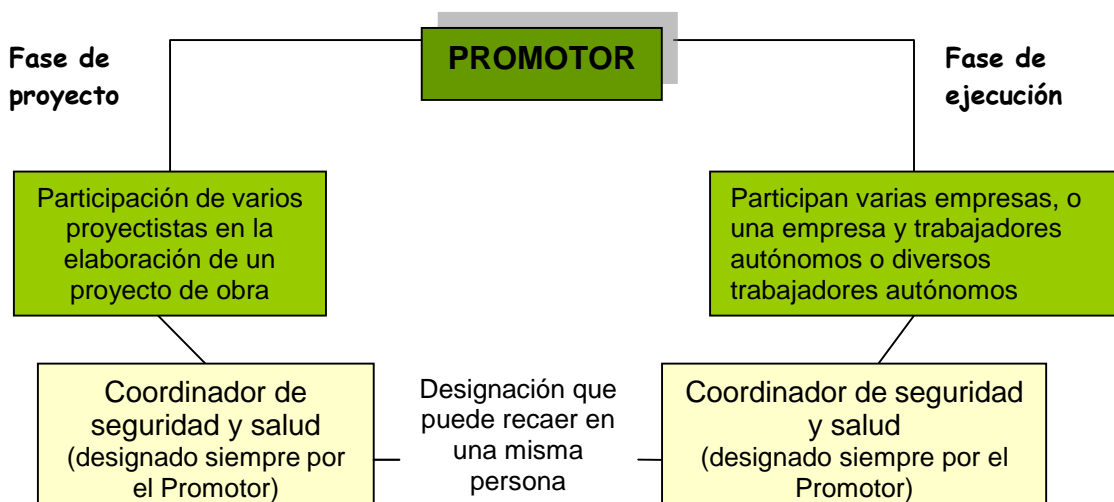 PROMOTOR
Fase de
proyecto
Fase de
ejecución
Participación de varios
proyectistas en la
elaboración de un
proyecto de obra
Participan varias empresas, o
una empresa y trabajadores
autónomos o diversos
trabajadores autónomos
Coordinador de
seguridad y salud
(designado siempre por
el Promotor)
Designación que
puede recaer en
una misma
persona
Coordinador de seguridad
y salud
(designado siempre por el
Promotor)